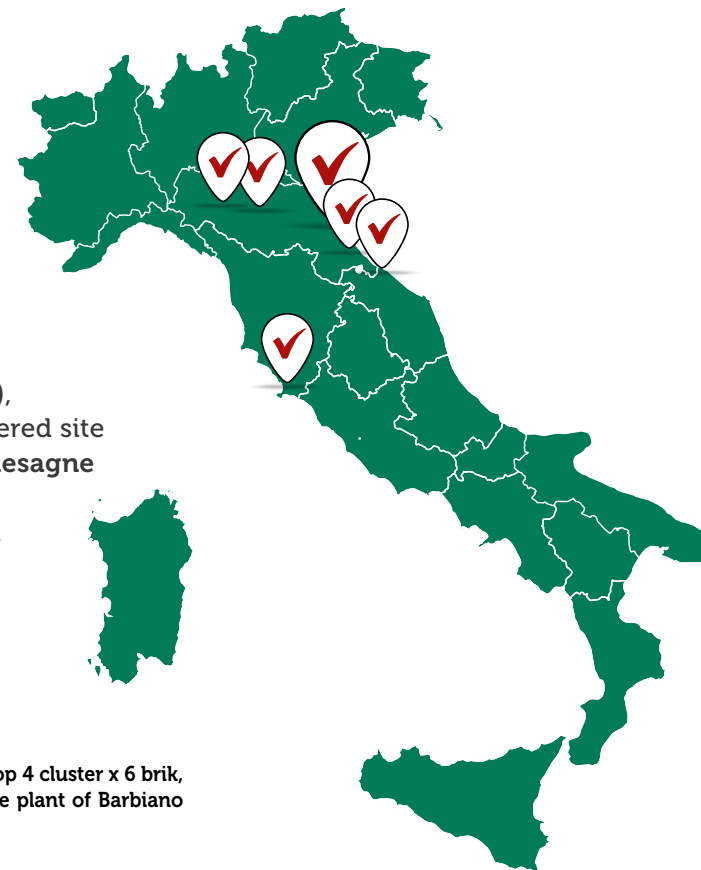 ),
ered site
esagne
op 4 cluster x 6 brik,
e plant of Barbiano